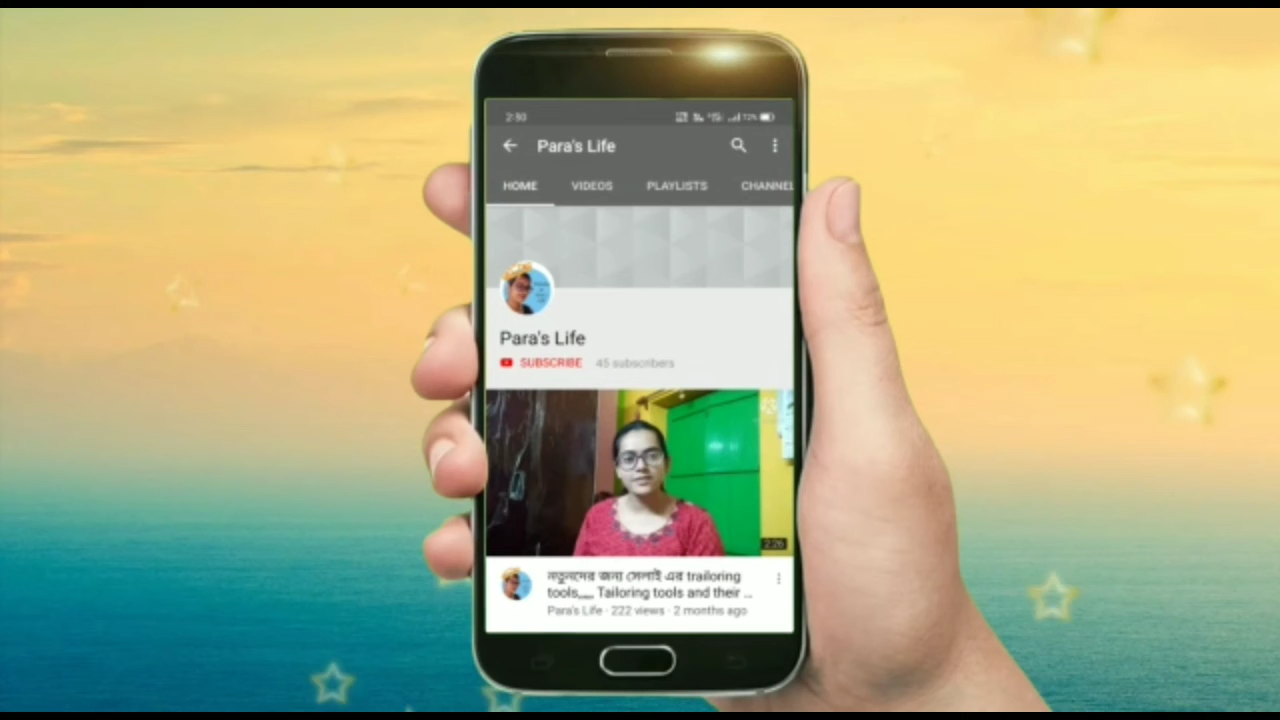 2:50
72%
Para's Life
HOME VIDEOS PLAYLISTS CHANNEL
Para's Life
SUBSCRIBE 45 subscribers
2:26
নতুনদের জন্য সেলাই এর trailoring
tools,,,,, Tailoring tools and their ...
Para's Life · 222 views · 2 months ago